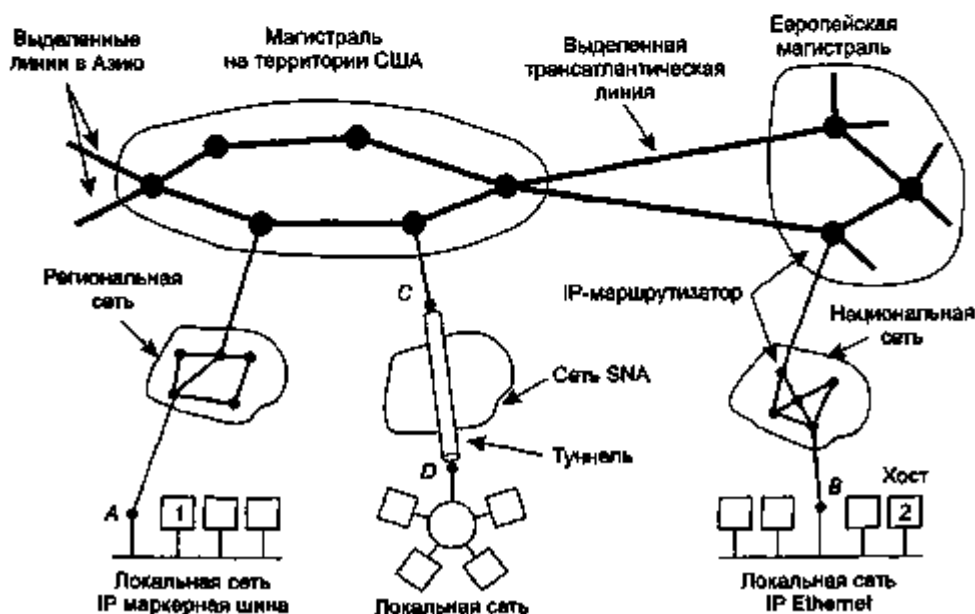 Выделенные
линии в Азию
Магистраль
на территории США
Выделенная
трансатлантическая
линия
Европейская
магистраль
Региональная
сеть
C
IP-маршрутизатор
Национальная
сеть
Сеть SNA
Туннель
D
A
1
B
Хост
2
Локальная сеть
IP маркерная шина
Локальная сеть
Локальная сеть
IP Ethernet